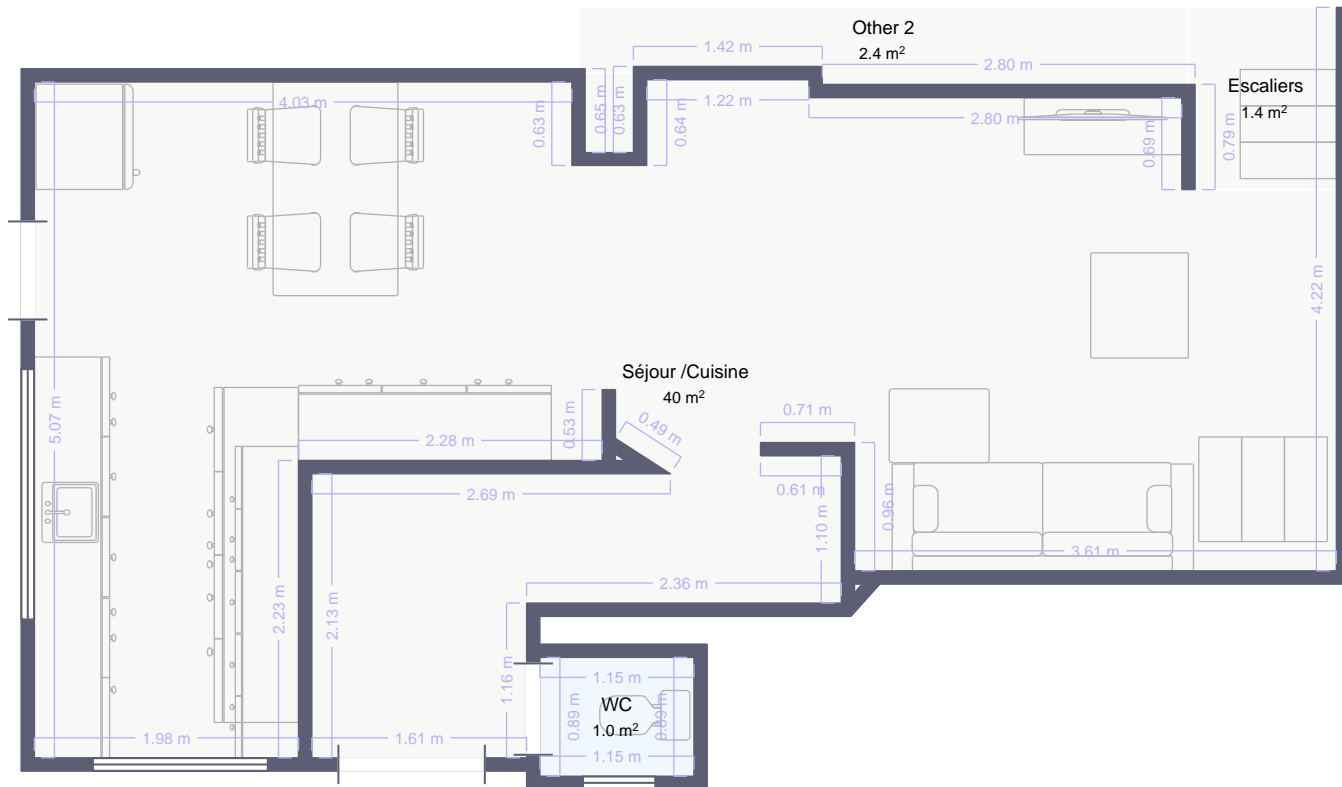 Other 2
2.4 m²
1.42 m
2.80 m
Escaliers
1.4 m²
4.03 m
1.22 m
2.80 m
0.63 m
0.65 m
0.63 m
0.64 m
0.69 m
0.79 m
4.22 m
5.07 m
Séjour /Cuisine
40 m²
0.53 m
0.49 m
0.71 m
2.28 m
2.69 m
0.61 m
0.96 m
1.10 m
3.61 m
2.36 m
2.23 m
2.13 m
1.16 m
1.15 m
WC
1.0 m²
0.89 m
0.89 m
1.98 m
1.61 m
1.15 m